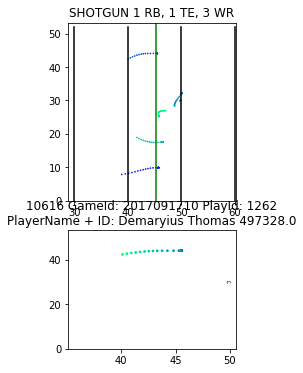 SHOTGUN 1 RB, 1 TE, 3 WR
50
40
30
20
10
0
30 40 50 60
10616 GameId: 2017091710 PlayId: 1262
PlayerName + ID: Demaryius Thomas 497328.0
40
20
0
40 45 50